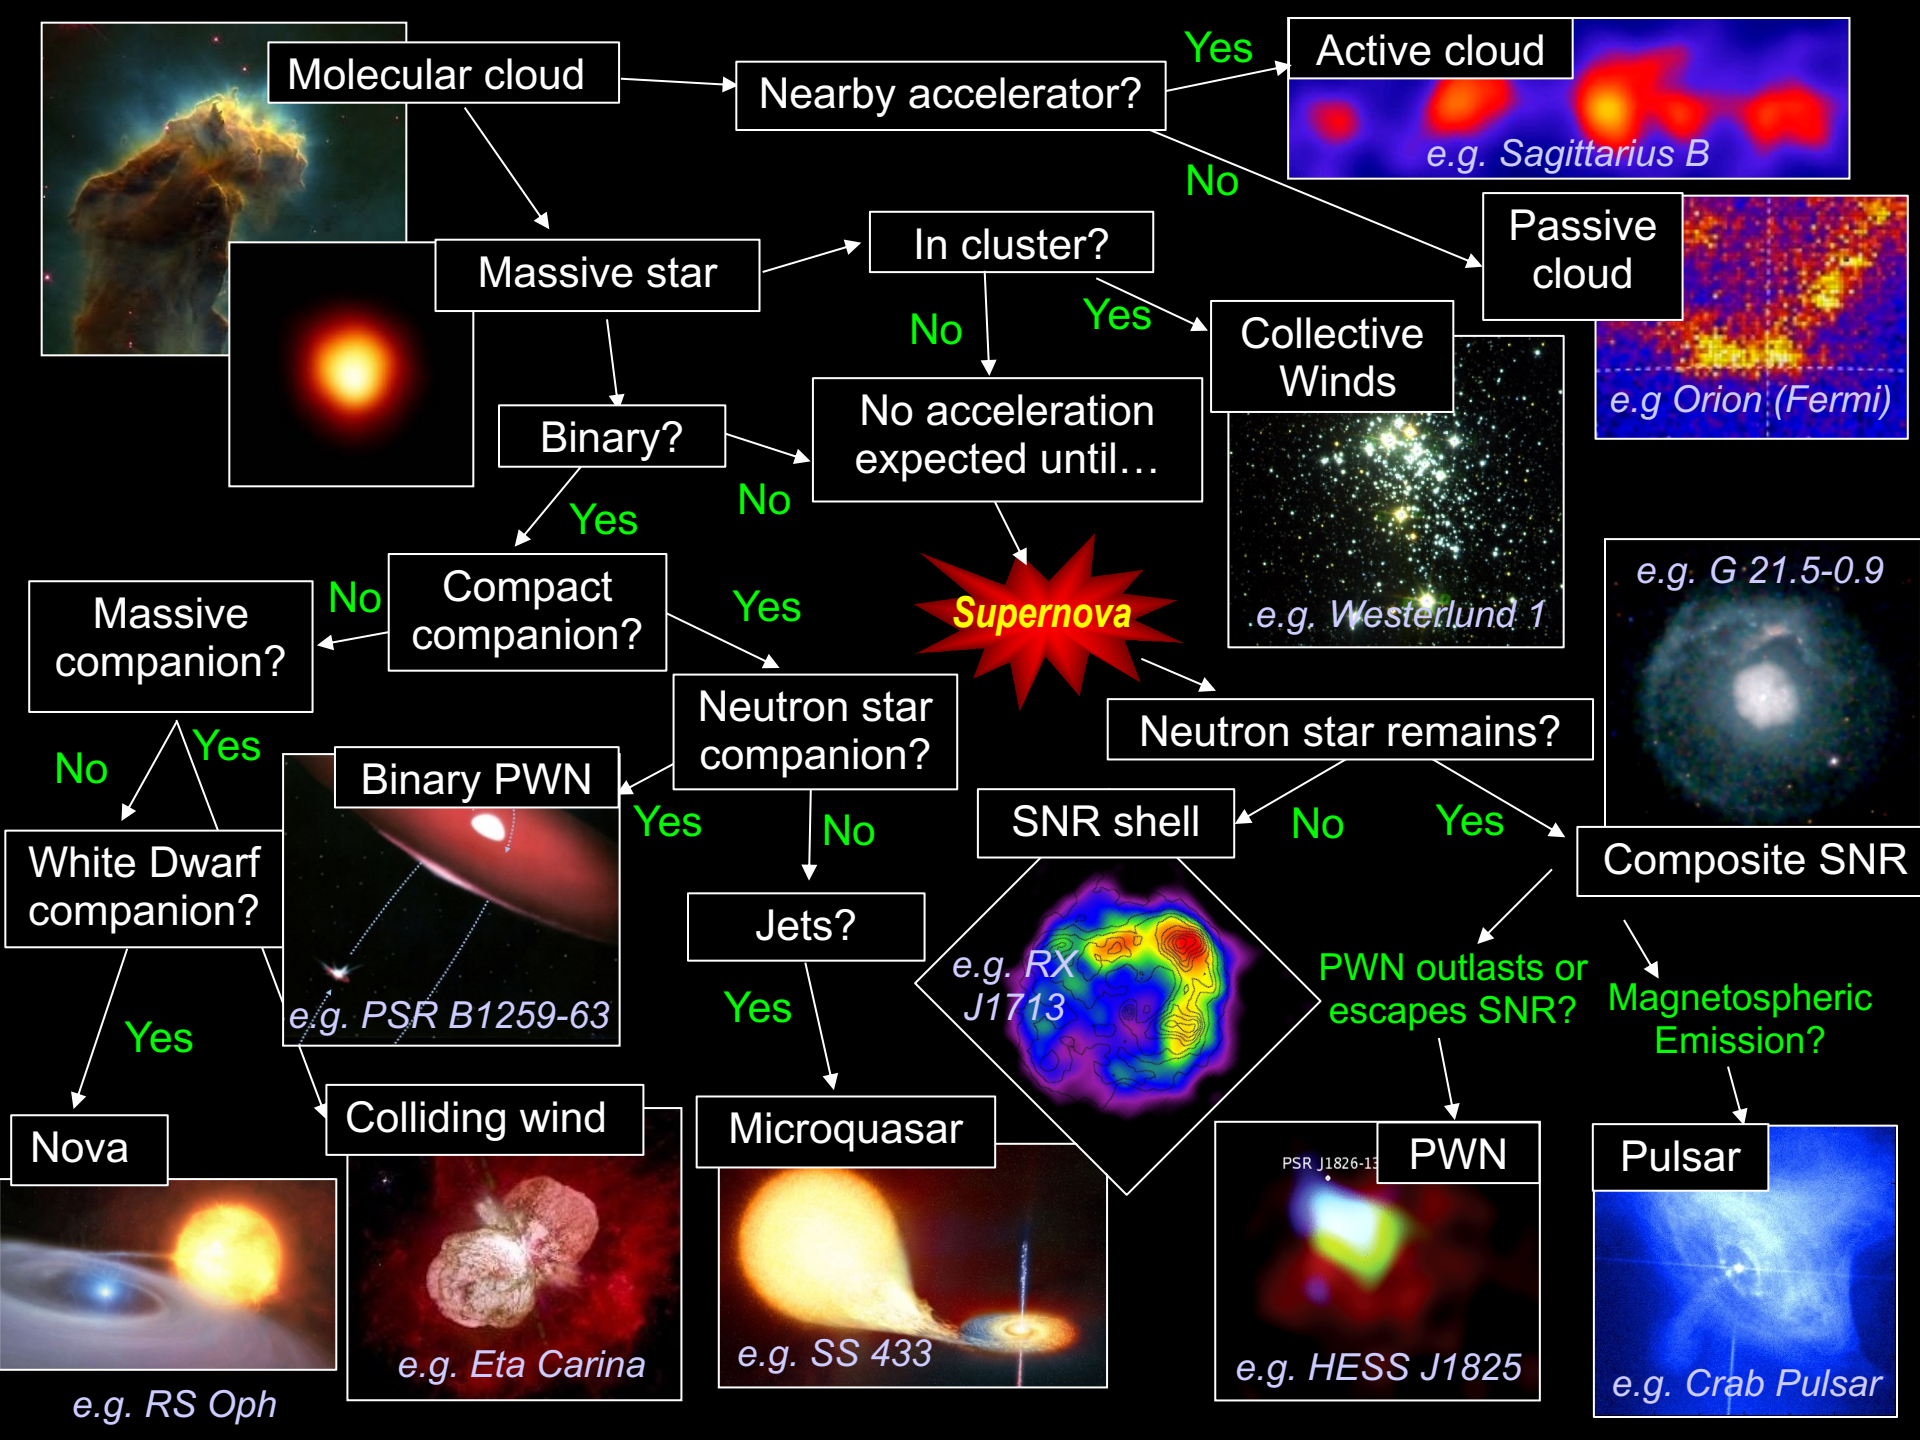 Molecular cloud
Nearby accelerator?
Yes
Active cloud
e.g. Sagittarius B
No
Passive
cloud
e.g Orion (Fermi)
Massive star
In cluster?
No
Yes
Collective
Winds
e.g. Westerlund 1
Binary?
No
No acceleration
expected until…
Yes
Supernova
Compact
companion?
No
Yes
Massive
companion?
No
Yes
Neutron star
companion?
Yes
No
Binary PWN
e.g. PSR B1259-63
White Dwarf
companion?
Yes
Jets?
Yes
Neutron star remains?
No
Yes
SNR shell
e.g. RX
J1713
e.g. G 21.5-0.9
Composite SNR
PWN outlasts or
escapes SNR?
Magnetospheric
Emission?
Nova
e.g. RS Oph
Colliding wind
e.g. Eta Carina
Microquasar
e.g. SS 433
PWN
PSR J1826-13
e.g. HESS J1825
Pulsar
e.g. Crab Pulsar